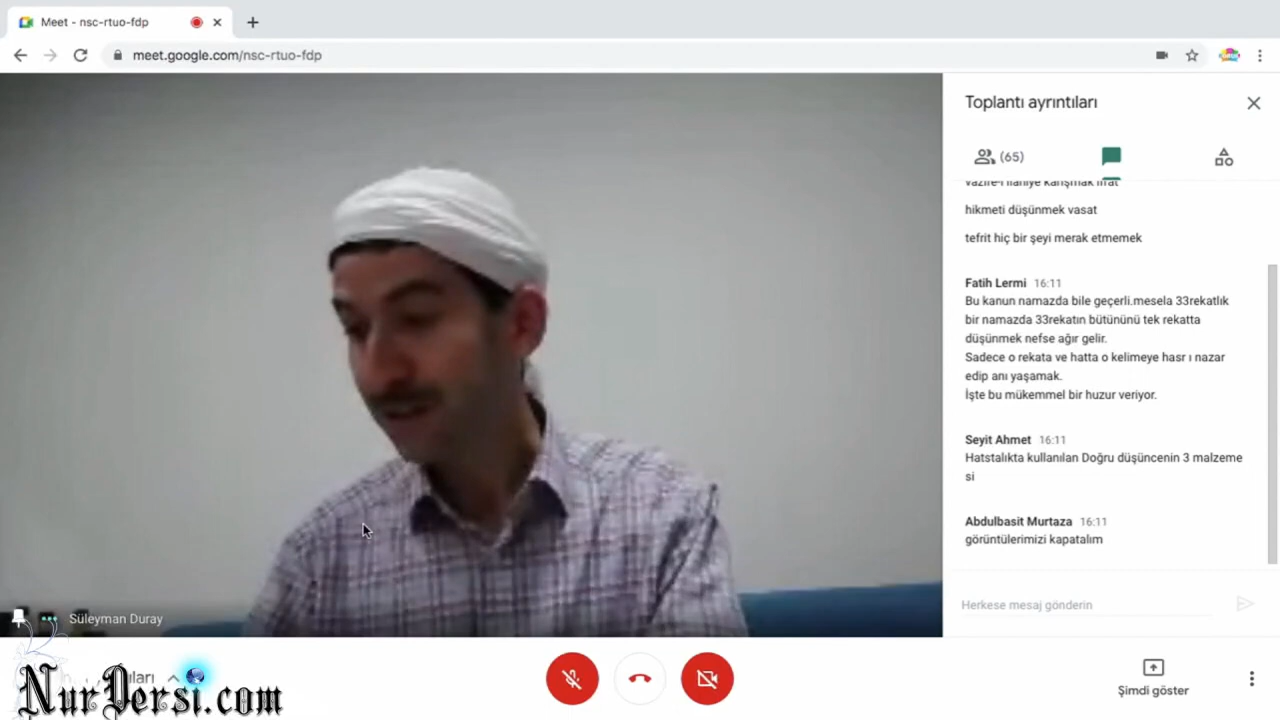 Meet - nsc-rtuo-fdp
meet.google.com/nsc-rtuo-fdp
Toplantı ayrıntıları
(65)
hikmeti düşünmek vasat
tefrit hiç bir şeyi merak etmemek
Fatih Lermi 16:11
Bu kanun namazda bile geçerli.mesela 33rekatlık
bir namazda 33rekatın bütününü tek rekatta
düşünmek nefse ağır gelir.
Sadece o rekata ve hatta o kelimeye hasr ı nazar
edip anı yaşamak.
İşte bu mükemmel bir huzur veriyor.
Seyit Ahmet 16:11
Hatstalıkta kullanılan Doğru düşüncenin 3 malzeme
si
Abdulbasit Murtaza 16:11
görüntülerimizi kapatalım
Herkese mesaj gönderin
Süleyman Duray
Şimdi göster
NurDersi.com